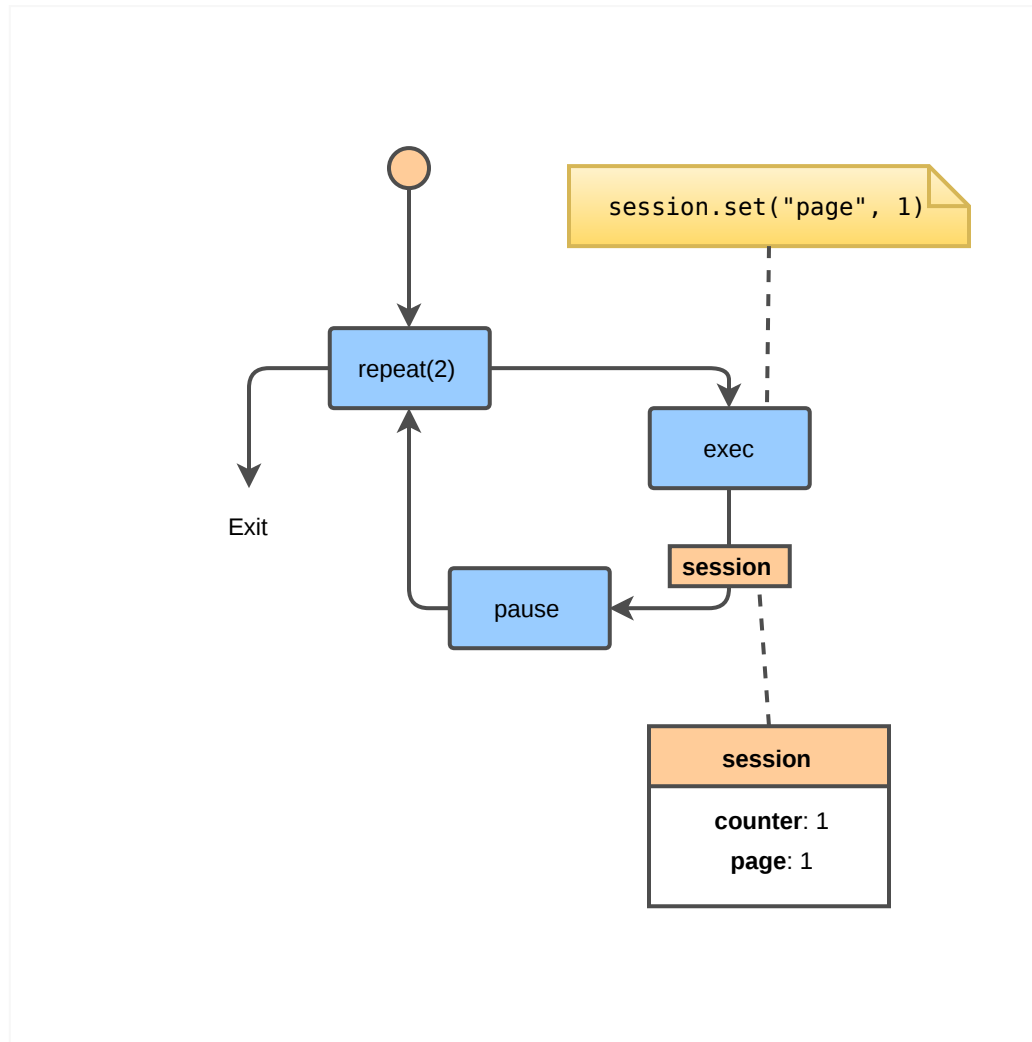 session.set("page", 1)
repeat(2)
exec
Exit
session
pause
session
counter: 1
page: 1